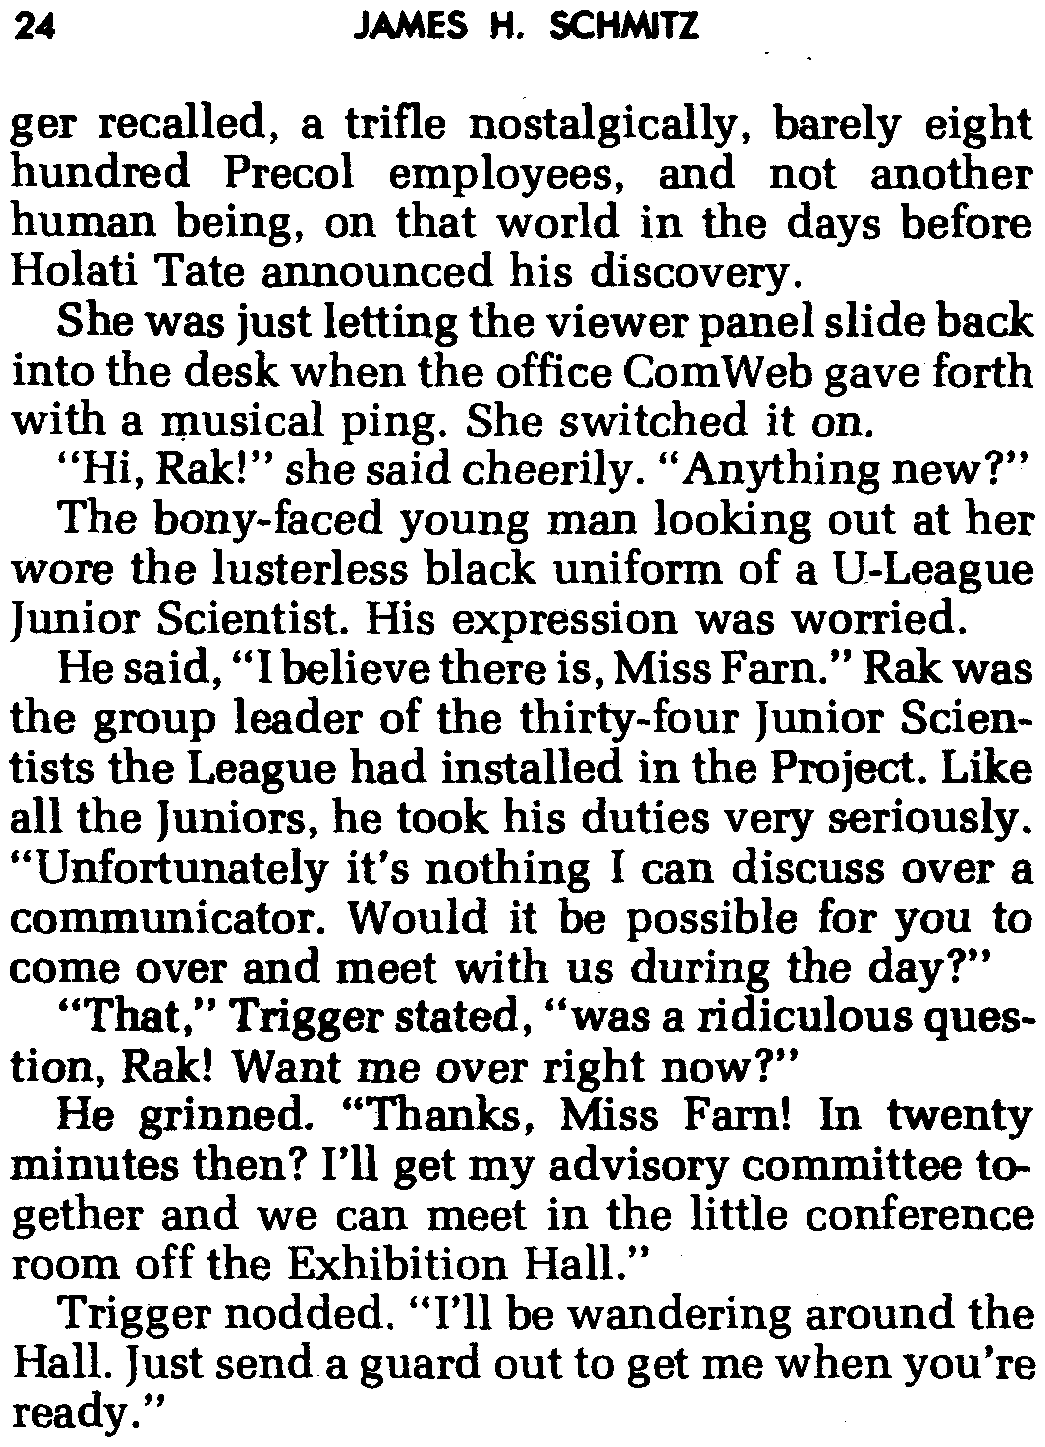 24 JAMES H. SCHMITZ
ger recalled, a trifle nostalgically, barely eight
hundred Precol employees, and not another
human being, on that world in the days before
Holati Tate announced his discovery.
She was just letting the viewer panel slide back
into the desk when the office ComWeb gave forth
with a musical ping. She switched it on.
“Hi, Rak!” she said cheerily. “Anything new?”
The bony-faced young man looking out at her
wore the lusterless black uniform of a U-League
Junior Scientist. His expression was worried.
He said, “I believe there is, Miss Farn.” Rak was
the group leader of the thirty-four Junior Scien-
tists the League had installed in the Project. Like
all the Juniors, he took his duties very seriously.
“Unfortunately it’s nothing I can discuss over a
communicator. Would it be possible for you to
come over and meet with us during the day?”
“That,” Trigger stated, “was a ridiculous ques-
tion, Rak! Want me over right now?”
He grinned. “Thanks, Miss Farn! In twenty
minutes then? I’ll get my advisory committee to-
gether and we can meet in the little conference
room off the Exhibition Hall.”
Trigger nodded. “I’ll be wandering around the
Hall. Just send a guard out to get me when you’re
ready.”